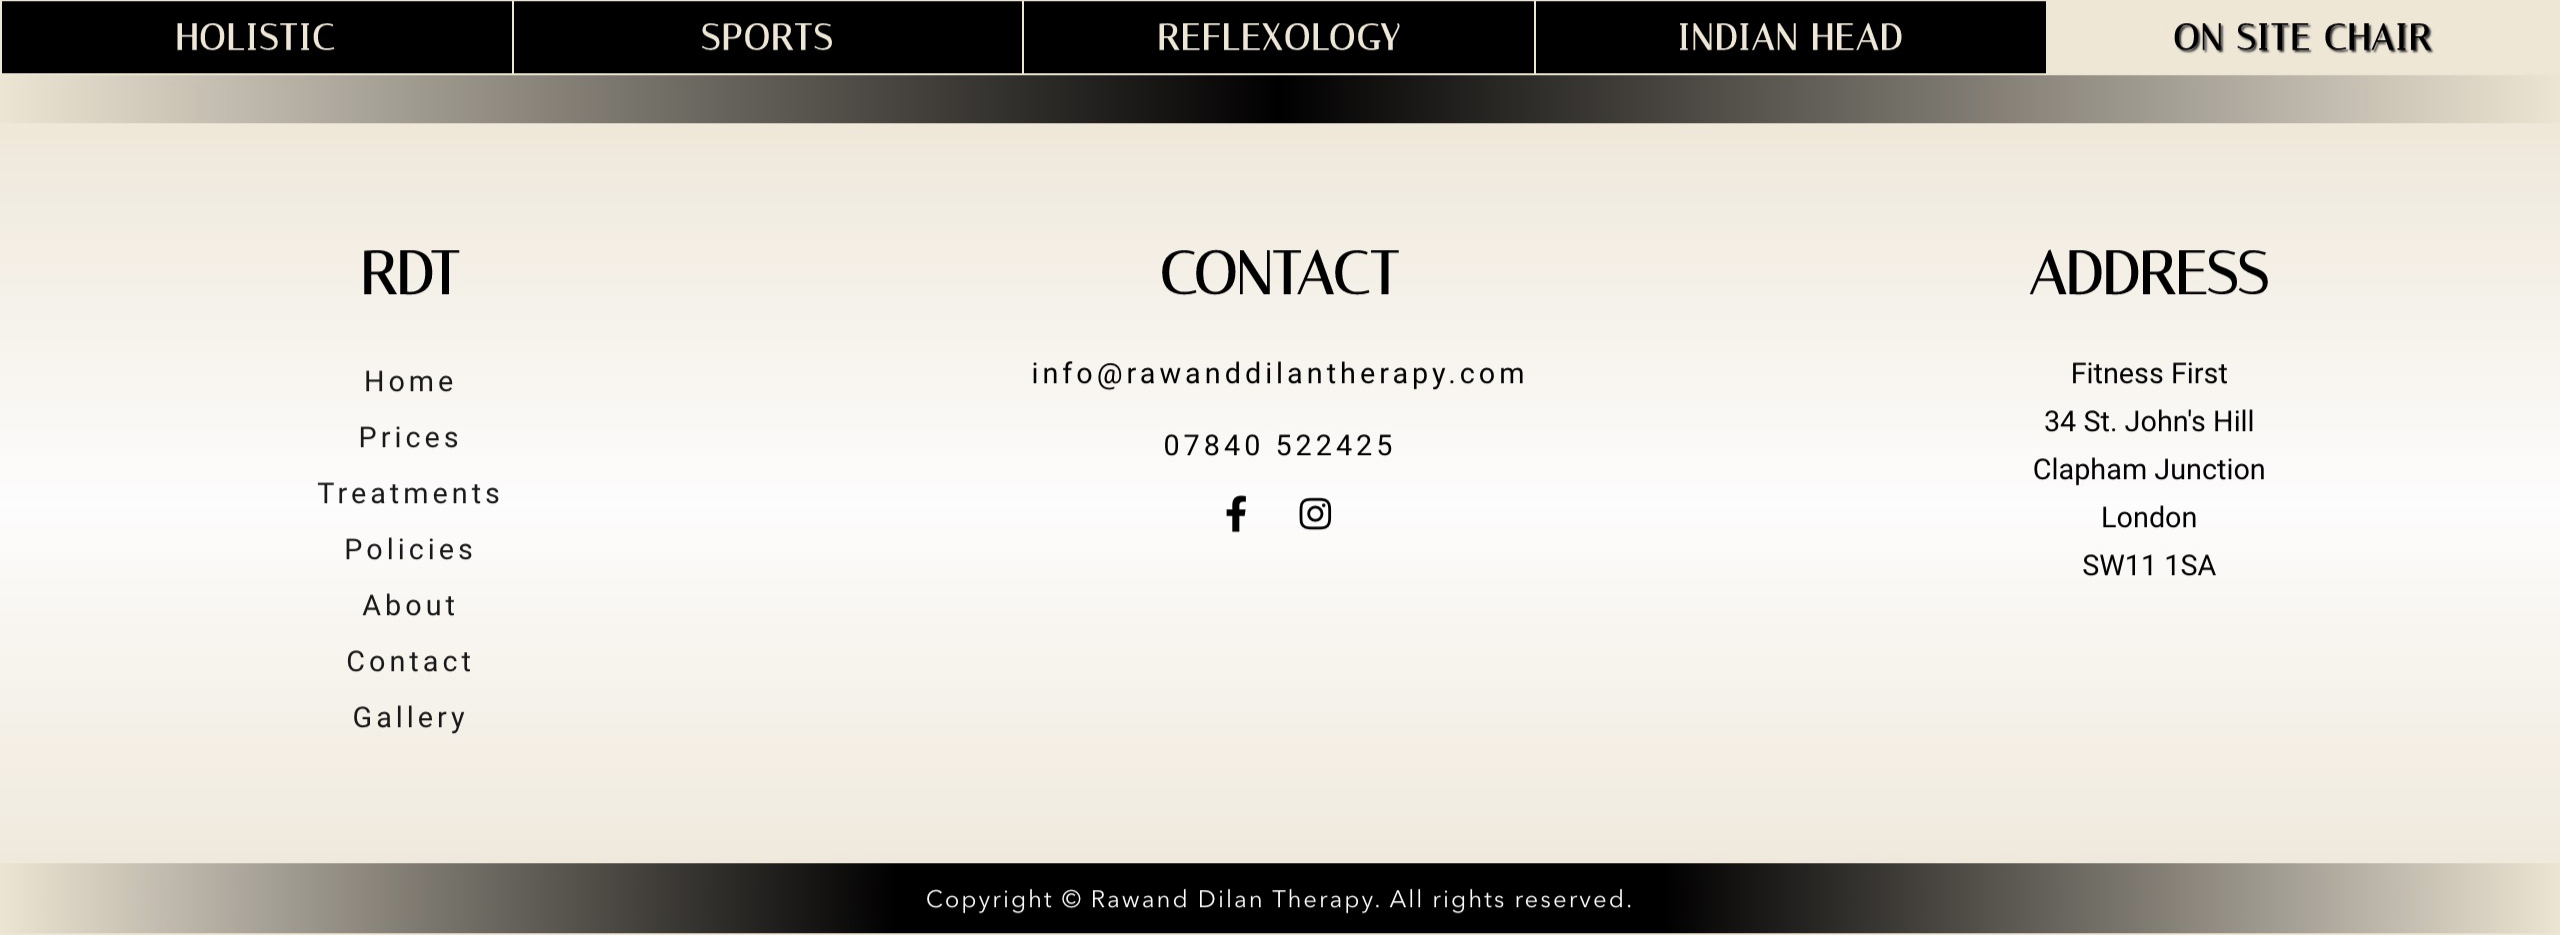 HOLISTIC
SPORTS
REFLEXOLOGY
INDIAN HEAD
ON SITE CHAIR
RDT
Home
Prices
Treatments
Policies
About
Contact
Gallery
CONTACT
info@rawanddilantherapy.com
07840 522425
ADDRESS
Fitness First
34 St. John's Hill
Clapham Junction
London
SW11 1SA
Copyright © Rawand Dilan Therapy. All rights reserved.